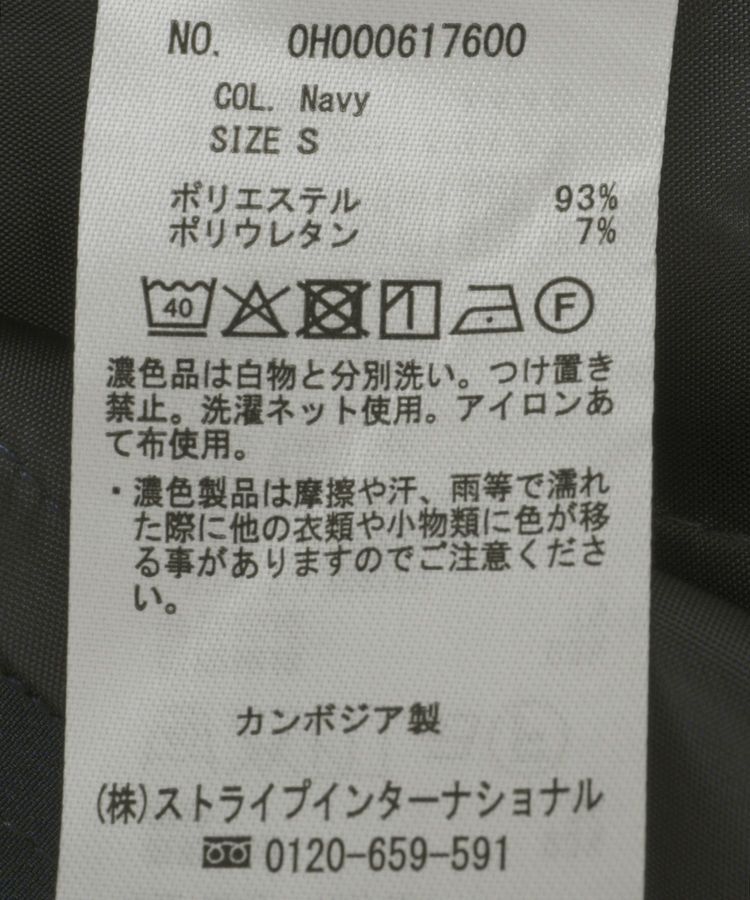 NO. 0H000617600
COL. Navy
SIZE S
ポリエステル 93%
ポリウレタン 7%
40 F
濃色品は白物と分別洗い。つけ置き
禁止。洗濯ネット使用。アイロンあ
て布使用。
・濃色製品は摩擦や汗、雨等で濡れ
た際に他の衣類や小物類に色が移
る事がありますのでご注意くださ
い。
カンボジア製
(株)ストライプインターナショナル
0120-659-591